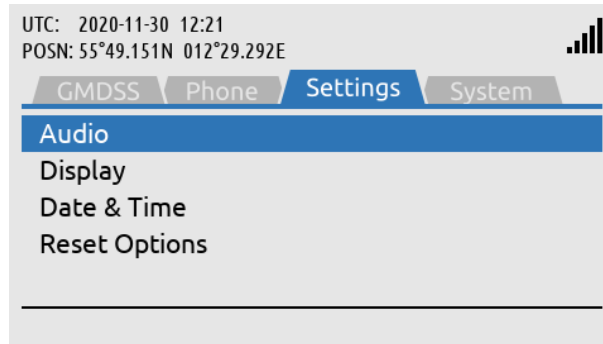 UTC: 2020-11-30 12:21
POSN: 55°49.151N 012°29.292E
GMDSS Phone Settings System
Audio
Display
Date & Time
Reset Options